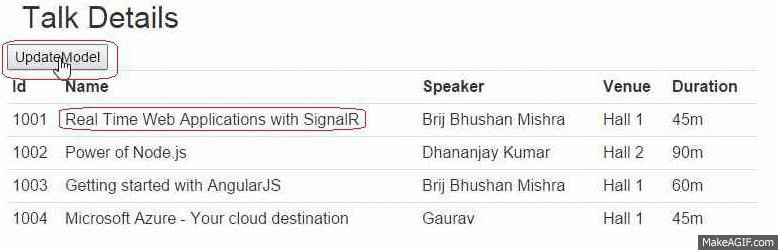 Talk Details
UpdateModel
Id Name Speaker Venue Duration
1001 Real Time Web Applications with SignalR Brij Bhushan Mishra Hall 1 45m
1002 Power of Node.js Dhananjay Kumar Hall 2 90m
1003 Getting started with AngularJS Brij Bhushan Mishra Hall 1 60m
1004 Microsoft Azure - Your cloud destination Gaurav Hall 1 45m
MakeAGIF.com